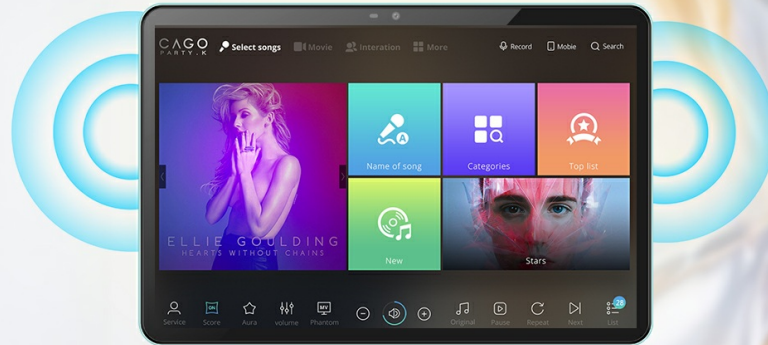 CAGO
PARTY.K
Select songs
Movie
Interation
More
Record
Mobie
Search
ELLIE GOULDING
HEARTS WITHOUT CHAINS
Name of song
A
Categories
Top list
New
Stars
Service
ON
Score
Aura
volume
MV
Phantom
Original
Pause
Repeat
Next
28
List